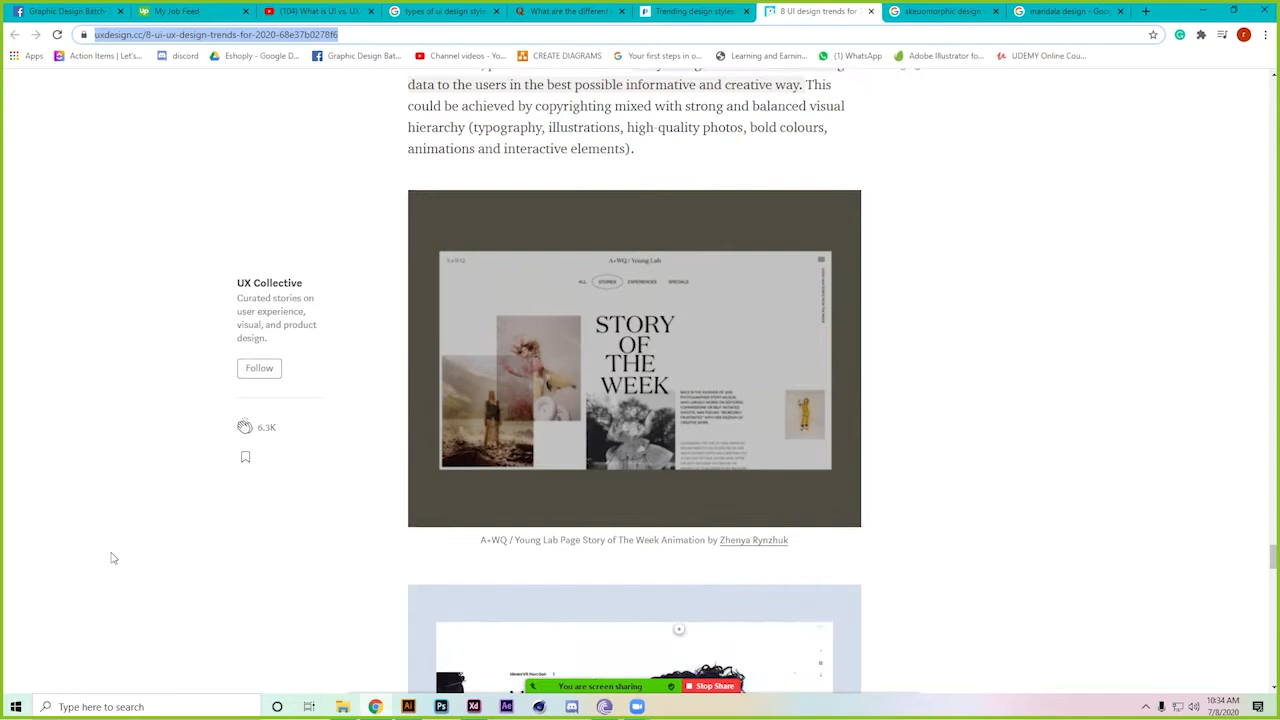 Graphic Design Batch-
My Job Feed
(104) What is UI vs. UX
types of ui design style
What are the different
Trending design styles
8 UI design trends for
skeuomorphic design -
mandala design - Goo
uxdesign.cc/8-ui-ux-design-trends-for-2020-68e37b0278f6
Apps
Action Items | Let's...
discord
Eshoply - Google D...
Graphic Design Bat...
Channel videos - Yo...
CREATE DIAGRAMS
Your first steps in o...
Learning and Earnin...
(1) WhatsApp
Adobe Illustrator fo...
UDEMY Online Cou...
data to the users in the best possible informative and creative way. This
could be achieved by copyrighting mixed with strong and balanced visual
hierarchy (typography, illustrations, high-quality photos, bold colours,
animations and interactive elements).
UX Collective
Curated stories on
user experience,
visual, and product
design.
Follow
6.3K
A+WQ
A+WQ / Young Lab
ALL STORIES EXPERIENCES SPECIALS
STORY
OF
THE
WEEK
A+WQ / Young Lab Page Story of The Week Animation by Zhenya Rynzhuk
You are screen sharing
Stop Share
Type here to search
10:34 AM
7/8/2020